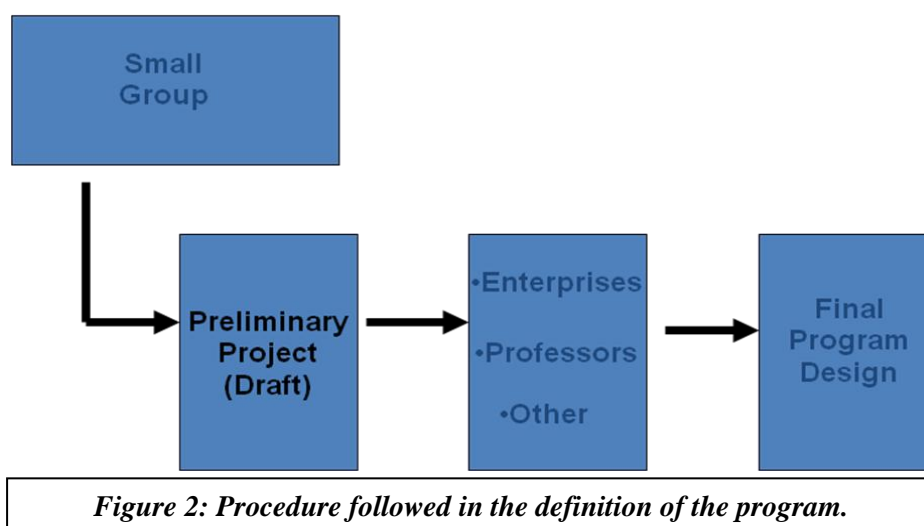 Small
Group
Preliminary
Project
(Draft)
•Enterprises
•Professors
•Other
Final
Program
Design
Figure 2: Procedure followed in the definition of the program.